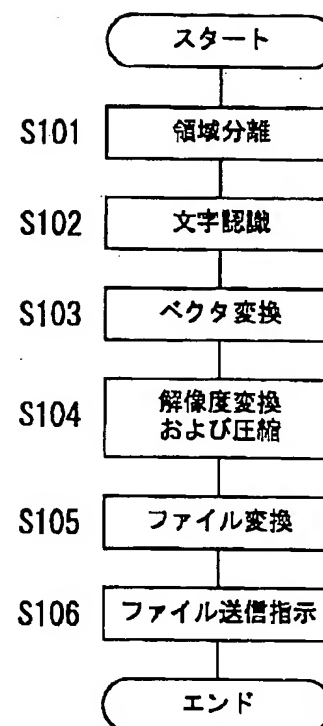 スタート
S101 領域分離
S102 文字認識
S103 ベクタ変換
S104 解像度変換
および圧縮
S105 ファイル変換
S106 ファイル送信指示
エンド